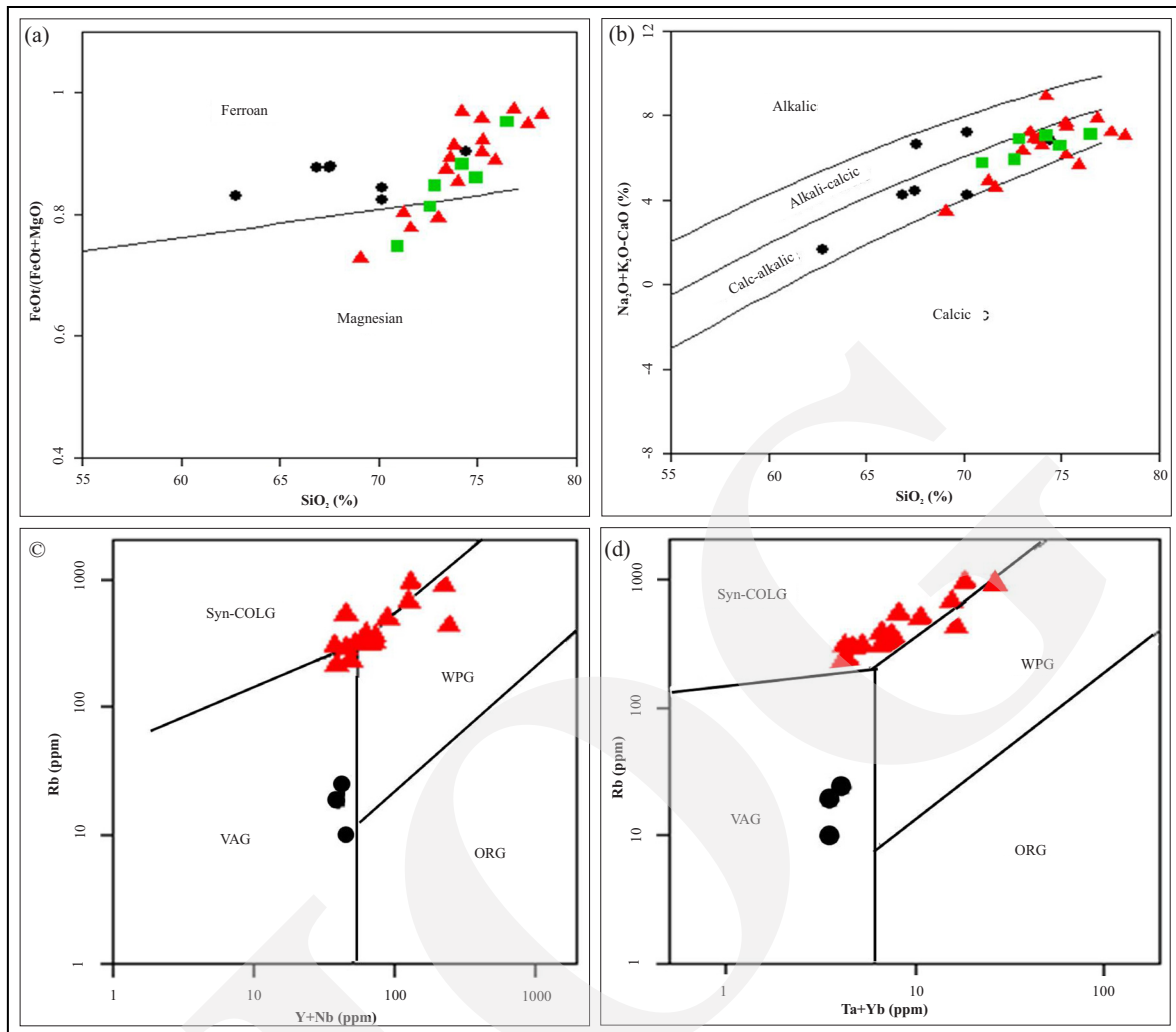 (a)
1
0.8
0.6
0.4
FeOt/(FeOt+MgO)
Ferroan
Magnesian
55
60
65
70
75
80
SiO₂ (%)
(b)
12
8
4
0
-4
-8
Na₂O+K₂O-CaO (%)
Alkalic
Alkali-calcic
Calc-alkalic
Calcic
55
60
65
70
75
80
SiO₂ (%)
©
1000
100
10
1
Rb (ppm)
Syn-COLG
WPG
VAG
ORG
1
10
100
1000
Y+Nb (ppm)
(d)
1000
100
10
1
Rb (ppm)
Syn-COLG
WPG
VAG
ORG
1
10
100
Ta+Yb (ppm)